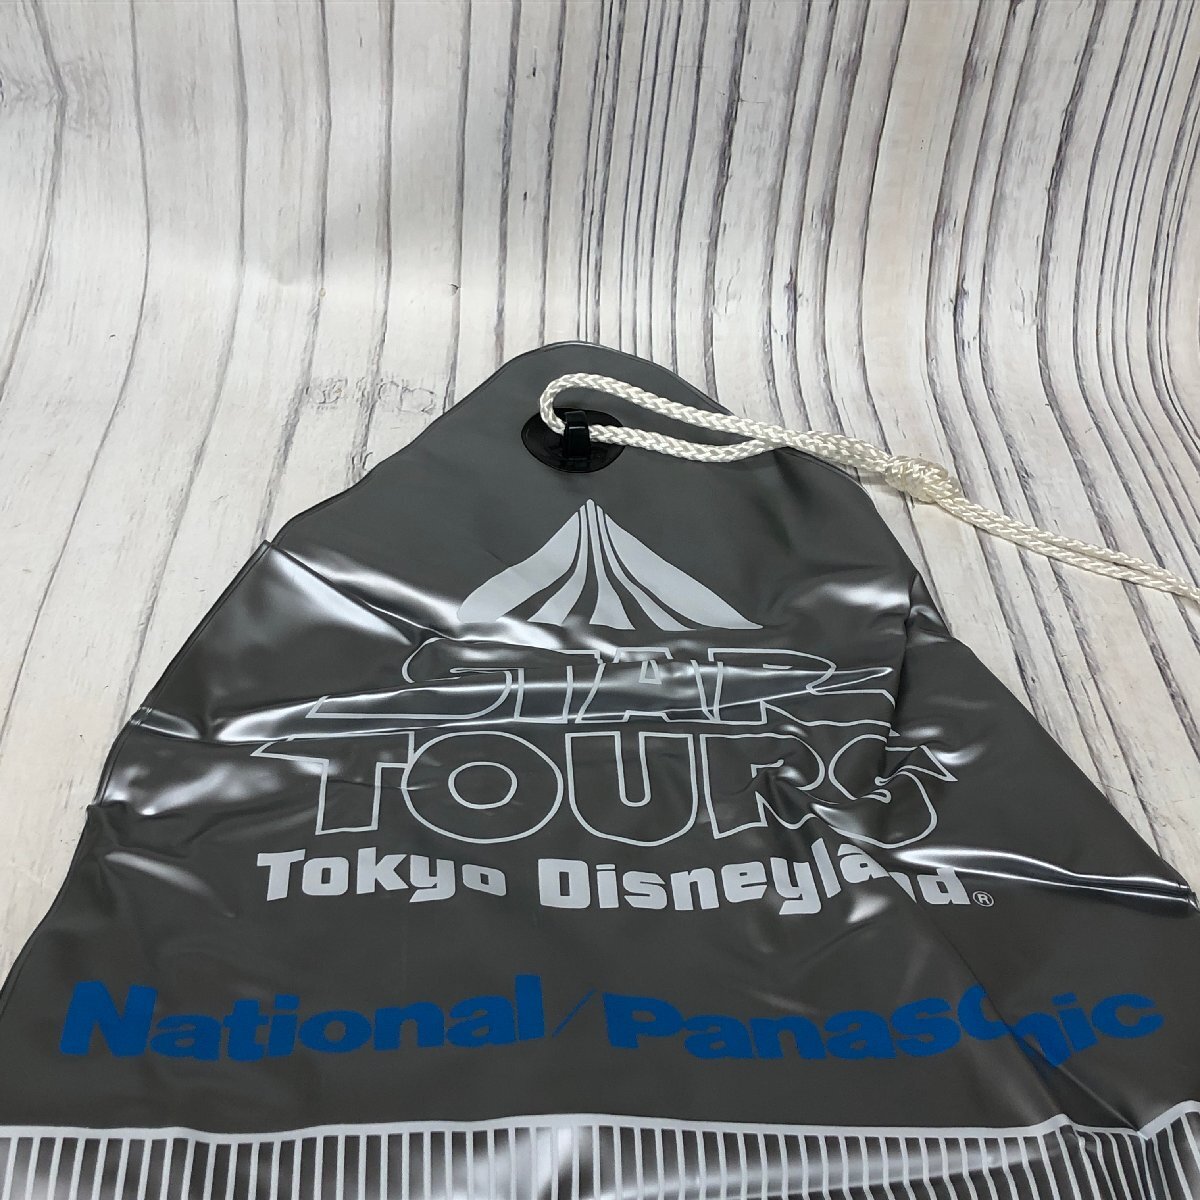 STAR
TOURS
Tokyo Disneyland®
National/Panasonic